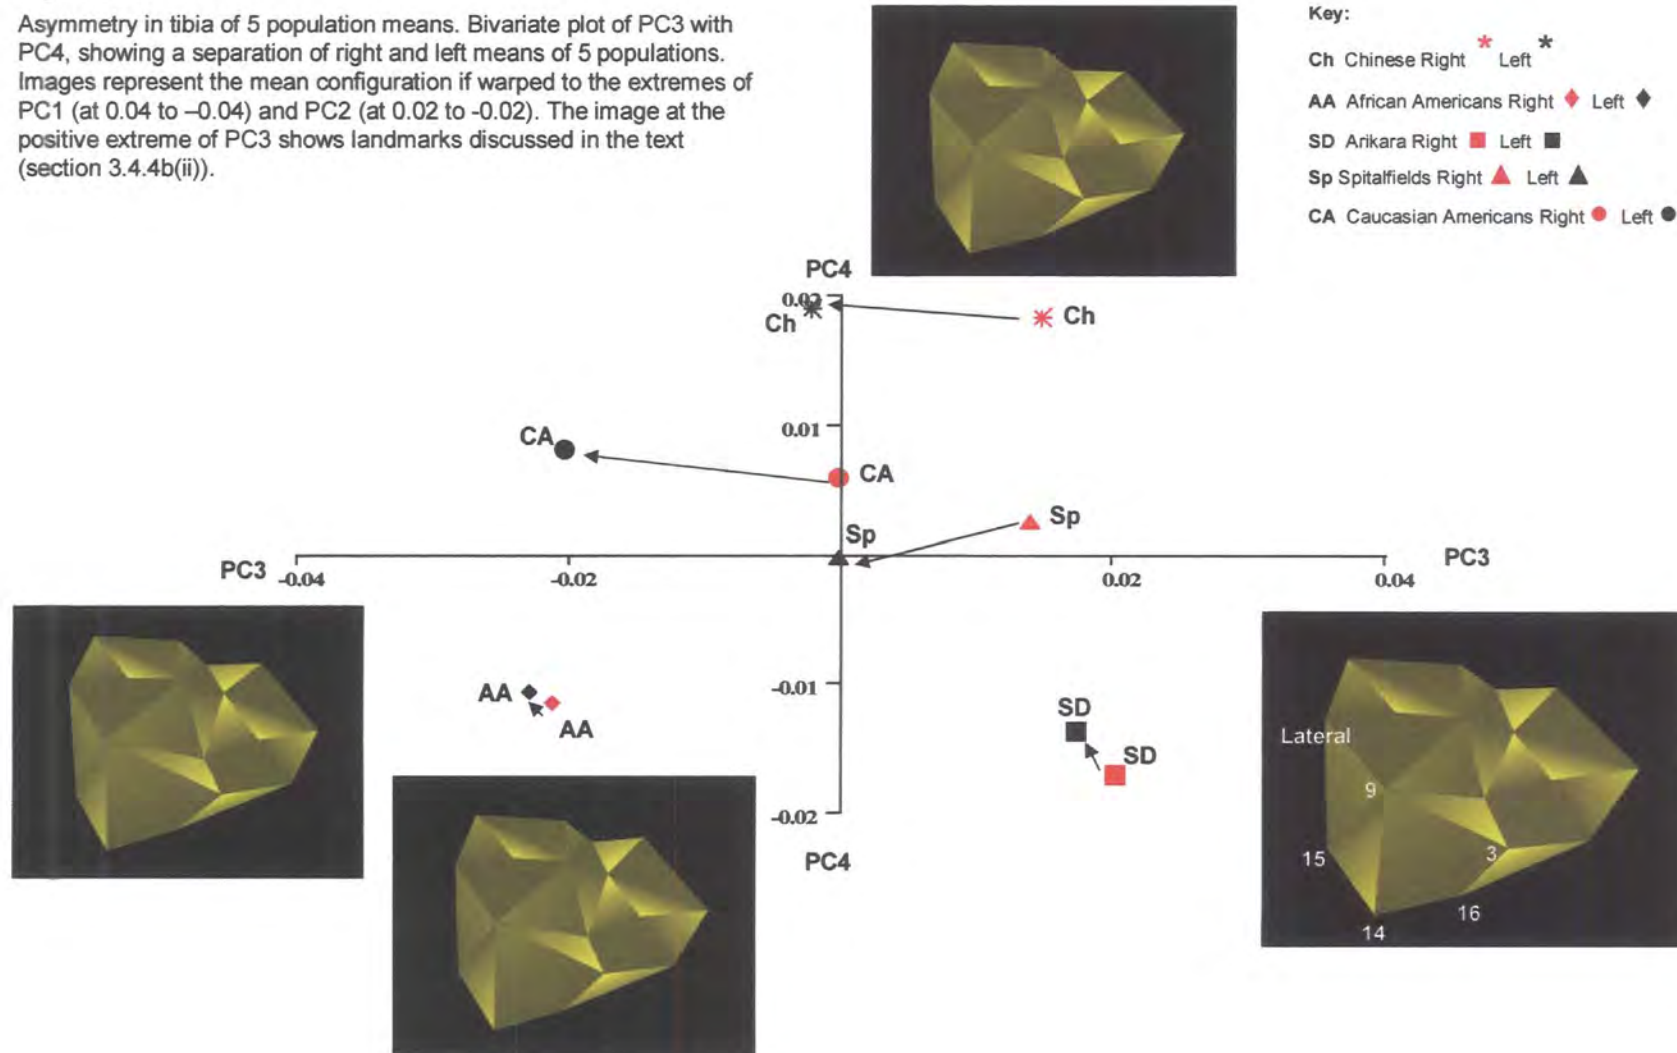 Asymmetry in tibia of 5 population means. Bivariate plot of PC3 with
PC4, showing a separation of right and left means of 5 populations.
Images represent the mean configuration if warped to the extremes of
PC1 (at 0.04 to –0.04) and PC2 (at 0.02 to -0.02). The image at the
positive extreme of PC3 shows landmarks discussed in the text
(section 3.4.4b(ii)).
Key:
Ch Chinese Right Left
AA African Americans Right Left
SD Arikara Right Left
Sp Spitalfields Right Left
CA Caucasian Americans Right Left
PC4
0.02
Ch
Ch
0.01
CA
CA
Sp
Sp
PC3
-0.04
-0.02
0.02
0.04
PC3
-0.01
AA
AA
SD
SD
-0.02
PC4
Lateral
9
15
3
16
14